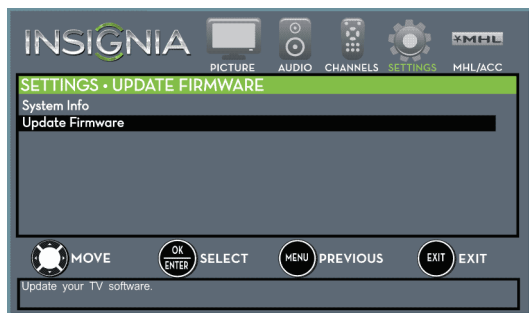 INSIGNIA
PICTURE AUDIO CHANNELS SETTINGS MHL/ACC
MHL
SETTINGS • UPDATE FIRMWARE
System Info
Update Firmware
MOVE OK ENTER SELECT MENU PREVIOUS EXIT EXIT
Update your TV software.